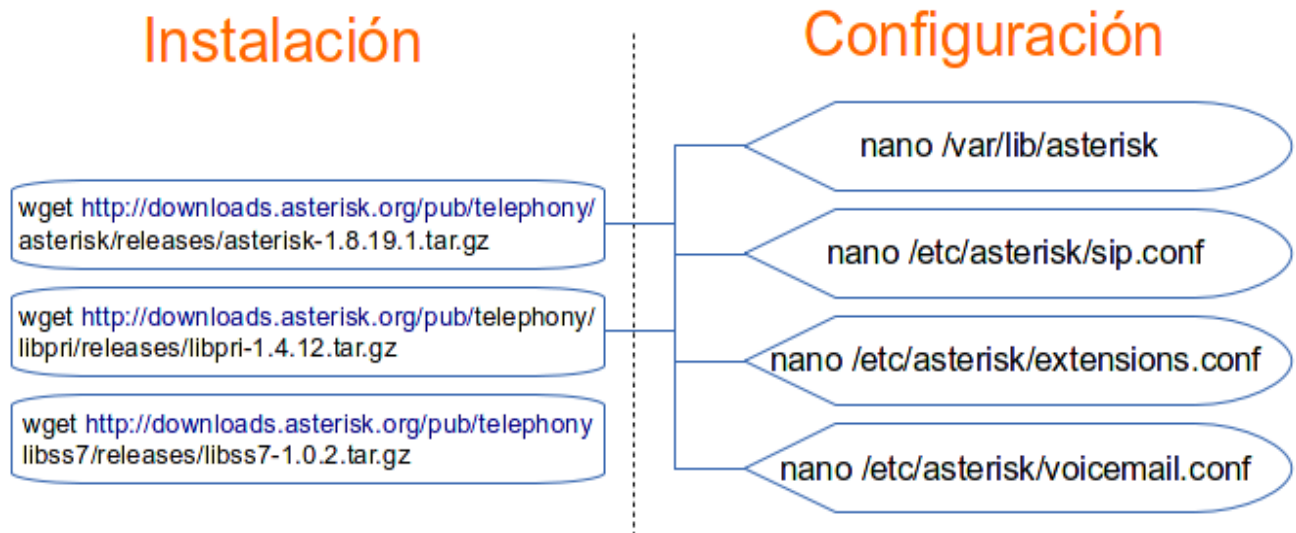 Instalación
wget http://downloads.asterisk.org/pub/telephony/
asterisk/releases/asterisk-1.8.19.1.tar.gz
wget http://downloads.asterisk.org/pub/telephony/
libpri/releases/libpri-1.4.12.tar.gz
wget http://downloads.asterisk.org/pub/telephony
libss7/releases/libss7-1.0.2.tar.gz
Configuración
nano /var/lib/asterisk
nano /etc/asterisk/sip.conf
nano /etc/asterisk/extensions.conf
nano /etc/asterisk/voicemail.conf